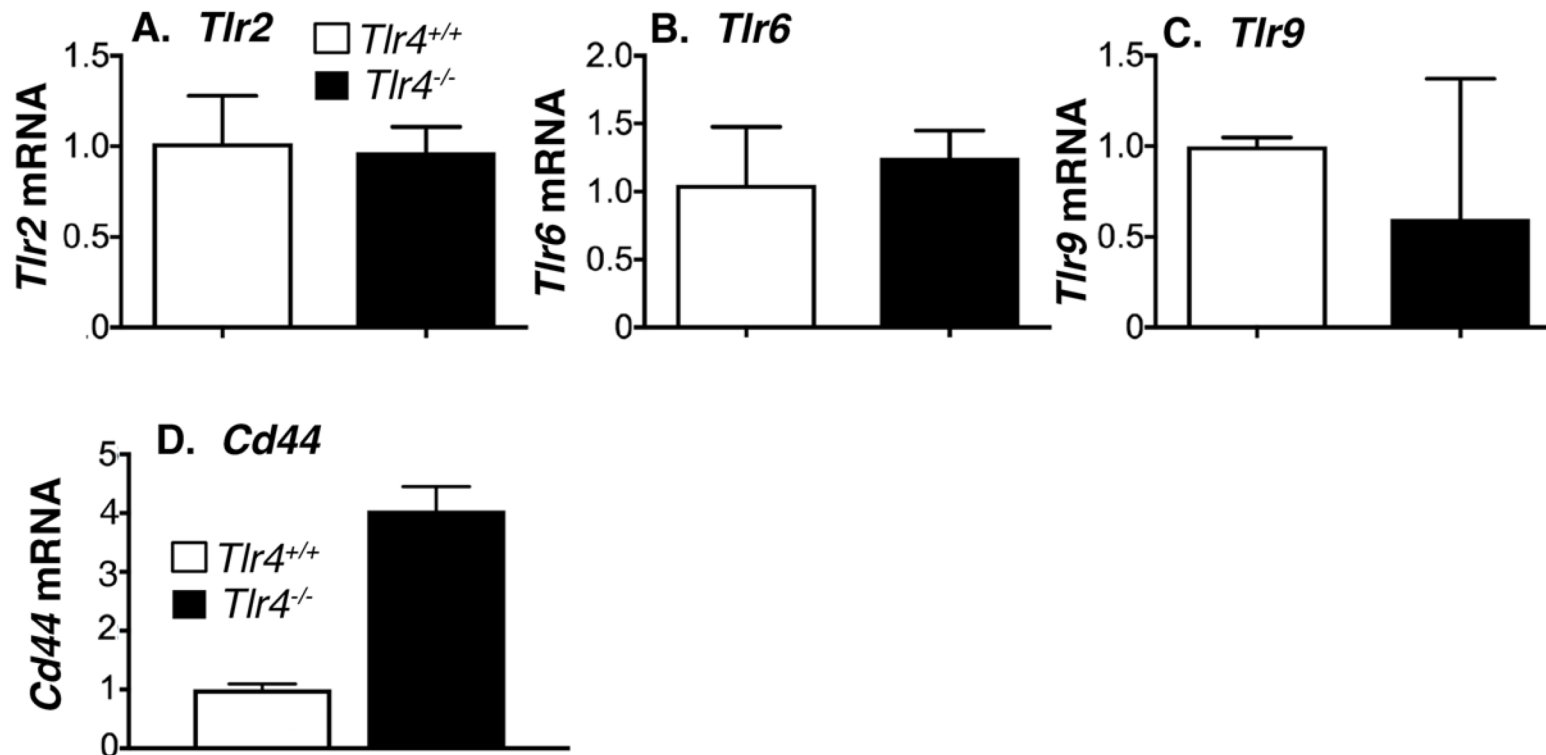 A. Tlr2
Tlr4+/+
Tlr4-/-
Tlr2 mRNA
1.5
1.0
0.5
.0
B. Tlr6
Tlr6 mRNA
2.0
1.5
1.0
0.5
0
C. Tlr9
Tlr9 mRNA
1.5
1.0
0.5
0
D. Cd44
Cd44 mRNA
5
4
3
2
1
0
Tlr4+/+
Tlr4-/-